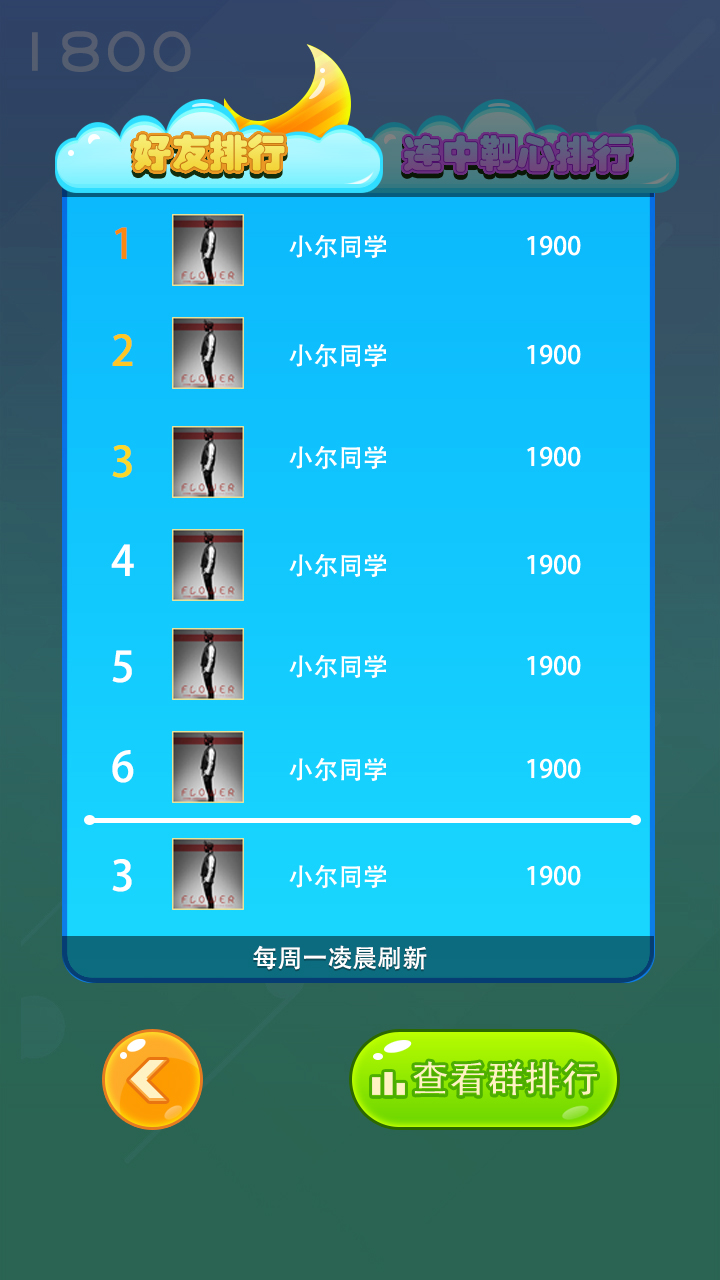 1800
好友排行 连中靶心排行
1 FLOWER 小尔同学 1900
2 FLOWER 小尔同学 1900
3 FLOWER 小尔同学 1900
4 FLOWER 小尔同学 1900
5 FLOWER 小尔同学 1900
6 FLOWER 小尔同学 1900
3 FLOWER 小尔同学 1900
每周一凌晨刷新
查看群排行